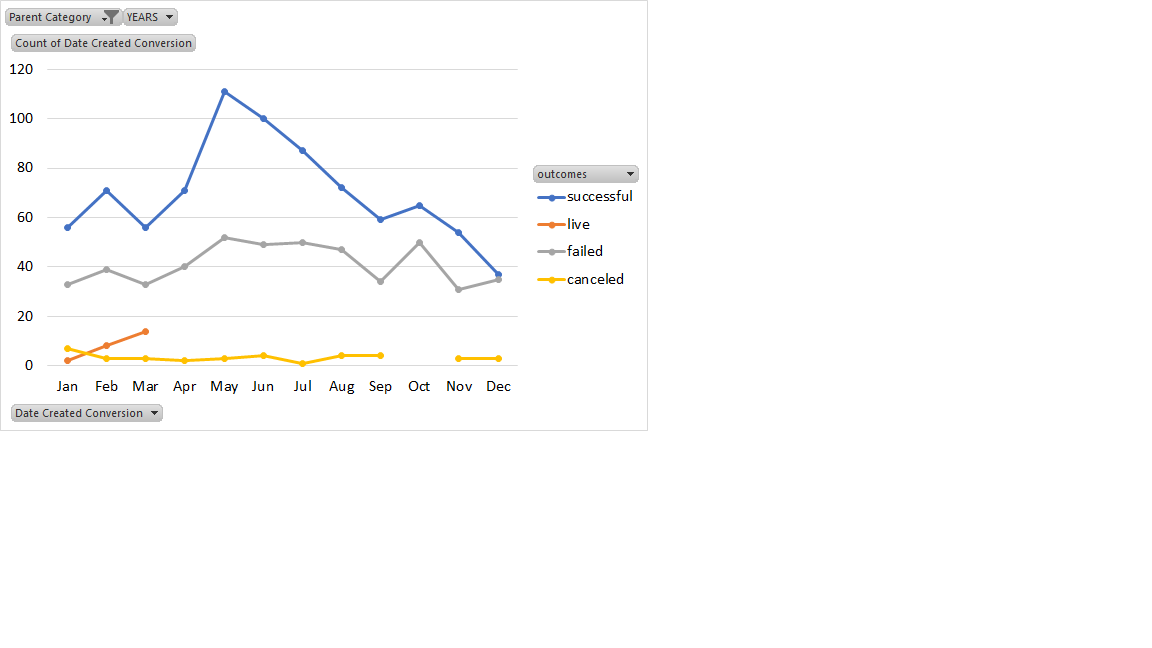 Parent Category YEARS
Count of Date Created Conversion
120
100
80
60
40
20
0
Jan Feb Mar Apr May Jun Jul Aug Sep Oct Nov Dec
outcomes
successful
live
failed
canceled
Date Created Conversion